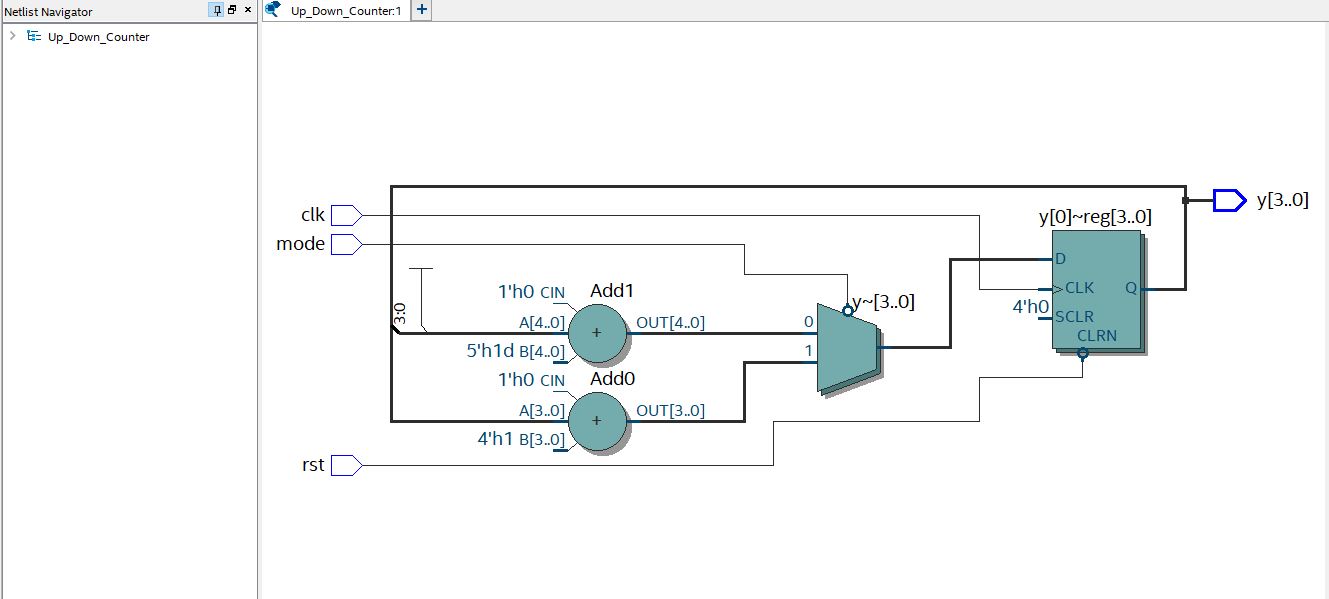 Netlist Navigator
Up_Down_Counter
Up_Down_Counter:1
+
y[3..0]
clk
y[0]~reg[3..0]
mode
D
1'h0 CIN
Add1
CLK
Q
3:0
y~[3..0]
4'h0
SCLR
A[4..0]
+
OUT[4..0]
0
CLRN
5'h1d B[4..0]
1
1'h0 CIN
Add0
A[3..0]
+
OUT[3..0]
4'h1 B[3..0]
rst